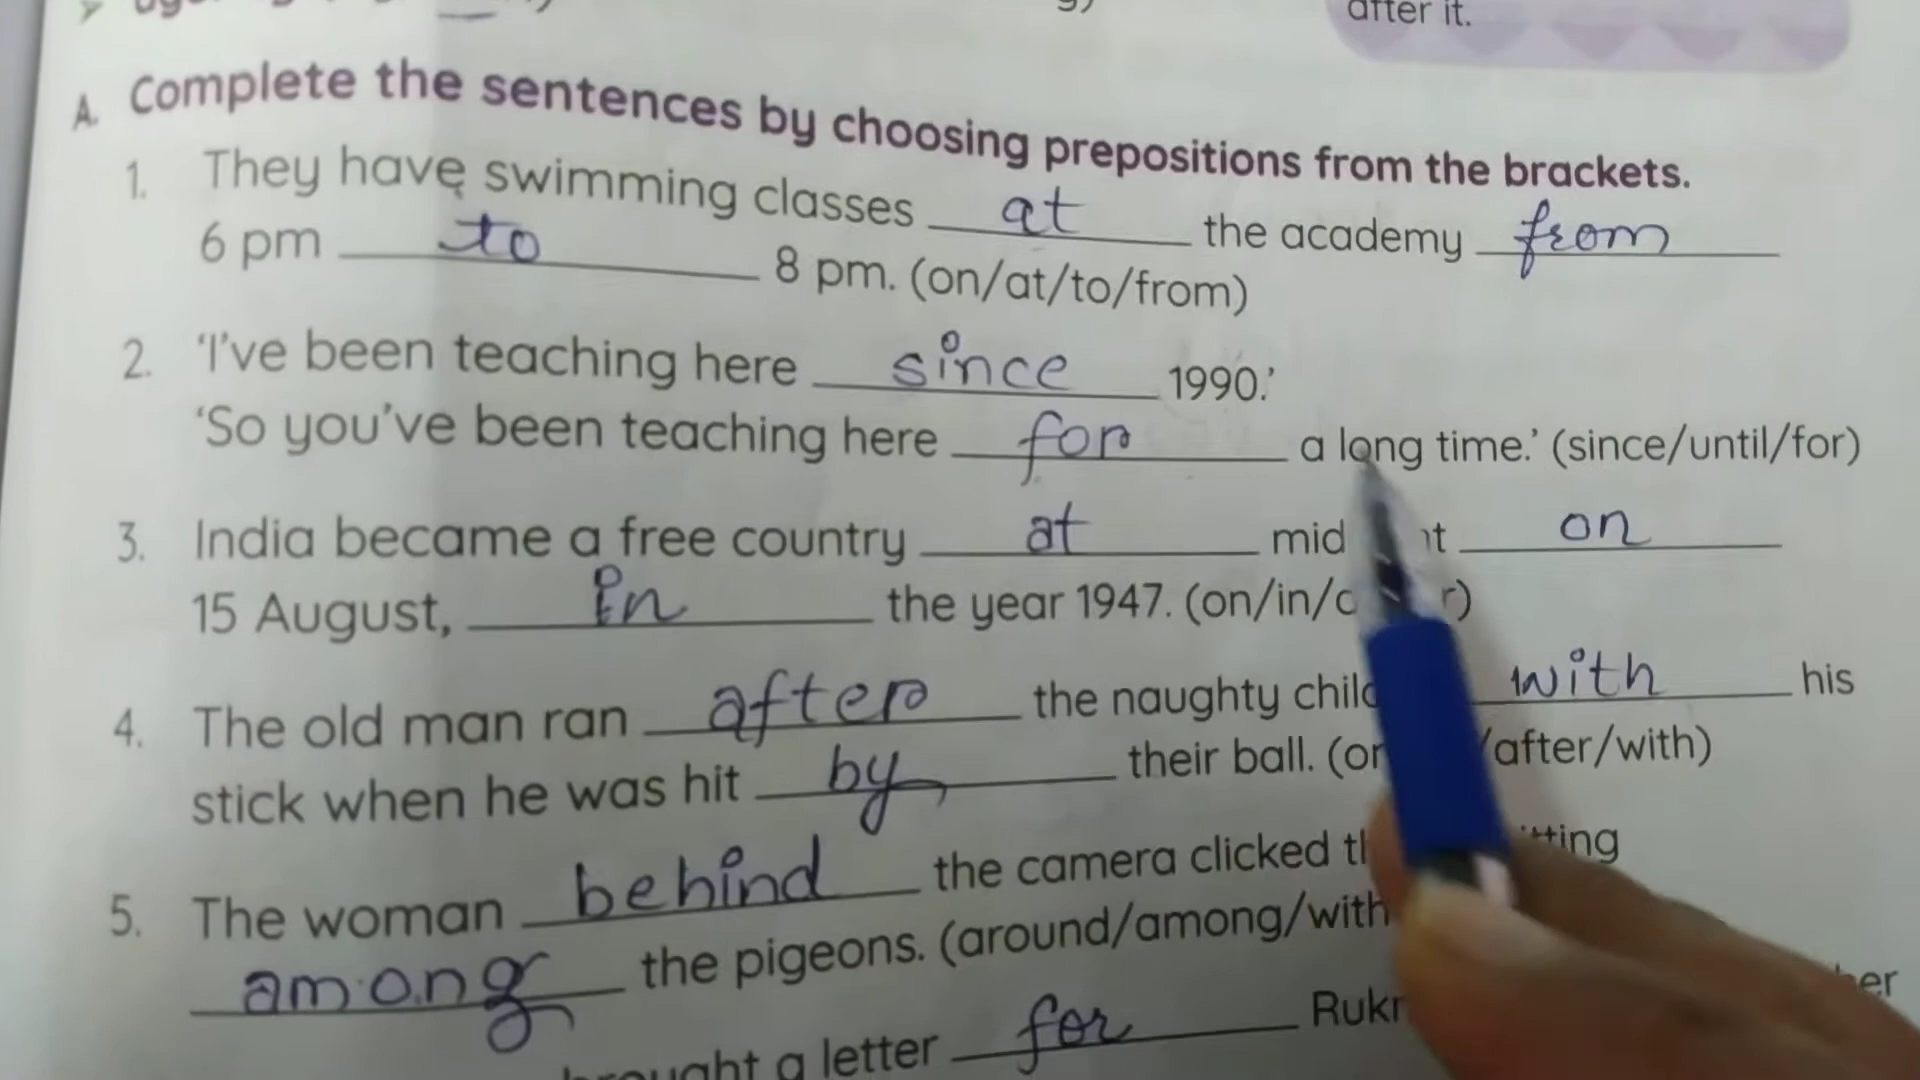 after it.
A. Complete the sentences by choosing prepositions from the brackets.
1. They have swimming classes at the academy from
6 pm to 8 pm. (on/at/to/from)
2. 'I've been teaching here since 1990.'
'So you've been teaching here for a long time.' (since/until/for)
3. India became a free country at mid on
15 August, in the year 1947. (on/in/
4. The old man ran after the naughty with his
stick when he was hit by their ball. /after/with)
5. The woman behind the camera clicked
among the pigeons. (around/among/with
a letter for